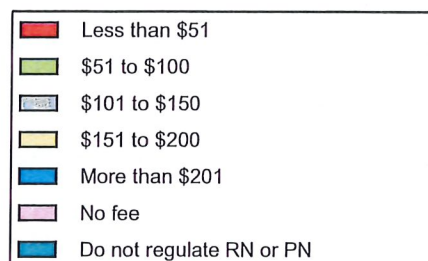 Less than $51
$51 to $100
$101 to $150
$151 to $200
More than $201
No fee
Do not regulate RN or PN